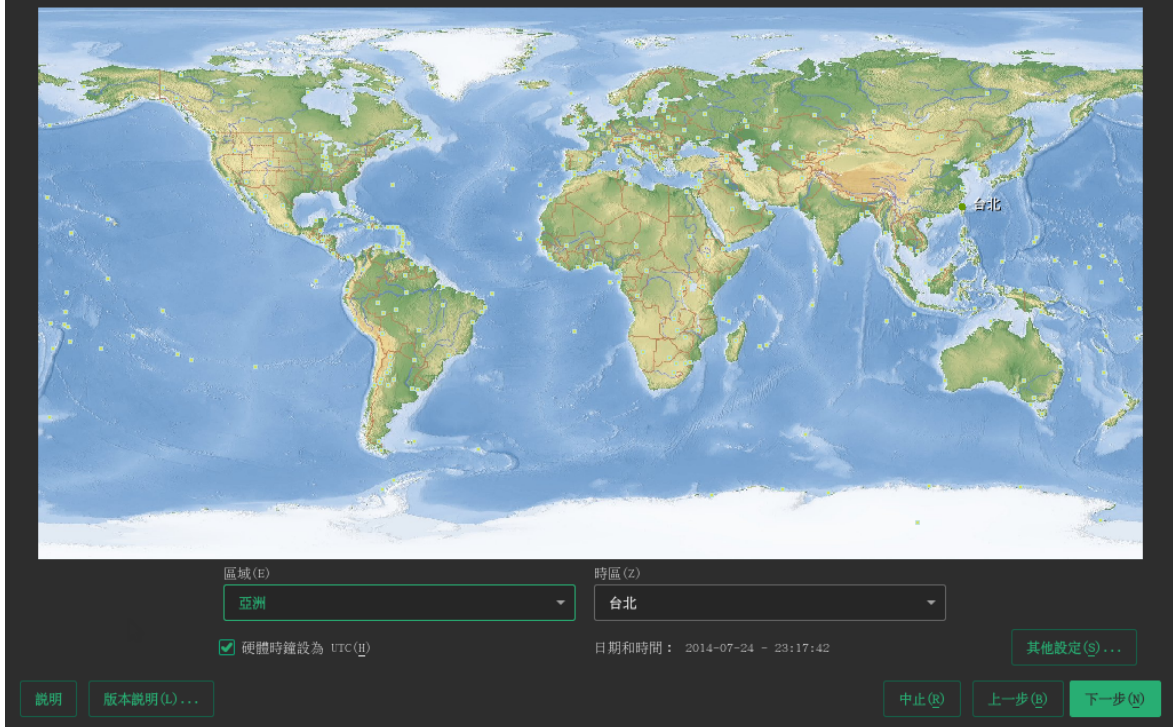 台北
區域(E)
時區(Z)
亞洲
台北
硬體時鐘設為 UTC(H)
日期和時間： 2014-07-24 - 23:17:42
其他設定(S)...
説明
版本説明(L)...
中止(R)
上一步(B)
下一步(N)